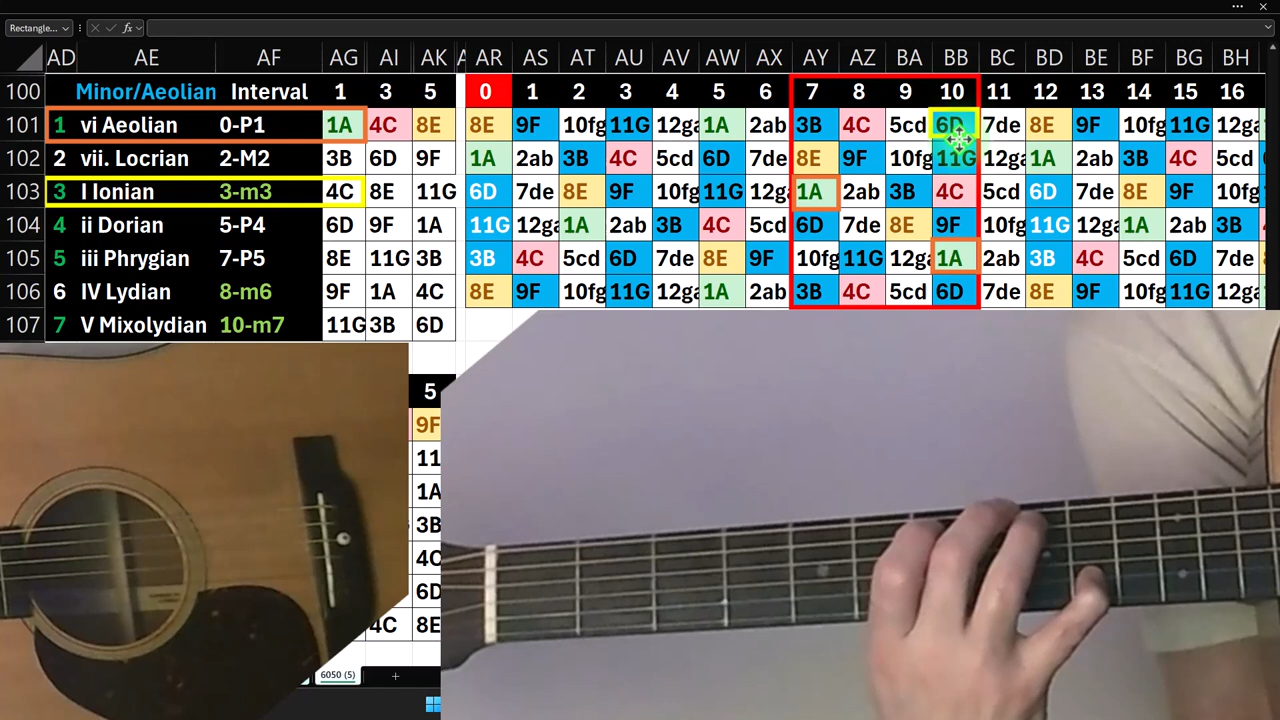 Rectangle... fx
AD AE AF AG AI AK AR AS AT AU AV AW AX AY AZ BA BB BC BD BE BF BG BH
100 Minor/Aeolian Interval 1 3 5 0 1 2 3 4 5 6 7 8 9 10 11 12 13 14 15 16
101 1 vi Aeolian 0-P1 1A 4C 8E 8E 9F 10fg 11G 12ga 1A 2ab 3B 4C 5cd 6D 7de 8E 9F 10fg 11G 12ga
102 2 vii. Locrian 2-M2 3B 6D 9F 1A 2ab 3B 4C 5cd 6D 7de 8E 9F 10fg 11G 12ga 1A 2ab 3B 4C 5cd
103 3 I Ionian 3-m3 4C 8E 11G 6D 7de 8E 9F 10fg 11G 12ga 1A 2ab 3B 4C 5cd 6D 7de 8E 9F 10fg
104 4 ii Dorian 5-P4 6D 9F 1A 11G 12ga 1A 2ab 3B 4C 5cd 6D 7de 8E 9F 10fg 11G 12ga 1A 2ab 3B
105 5 iii Phrygian 7-P5 8E 11G 3B 3B 4C 5cd 6D 7de 8E 9F 10fg 11G 12ga 1A 2ab 3B 4C 5cd 6D 7de
106 6 IV Lydian 8-m6 9F 1A 4C 8E 9F 10fg 11G 12ga 1A 2ab 3B 4C 5cd 6D 7de 8E 9F 10fg 11G 12ga
107 7 V Mixolydian 10-m7 11G 3B 6D
5
9F
11
1A
3B
4C
6D
4C 8E
6050 (5) +